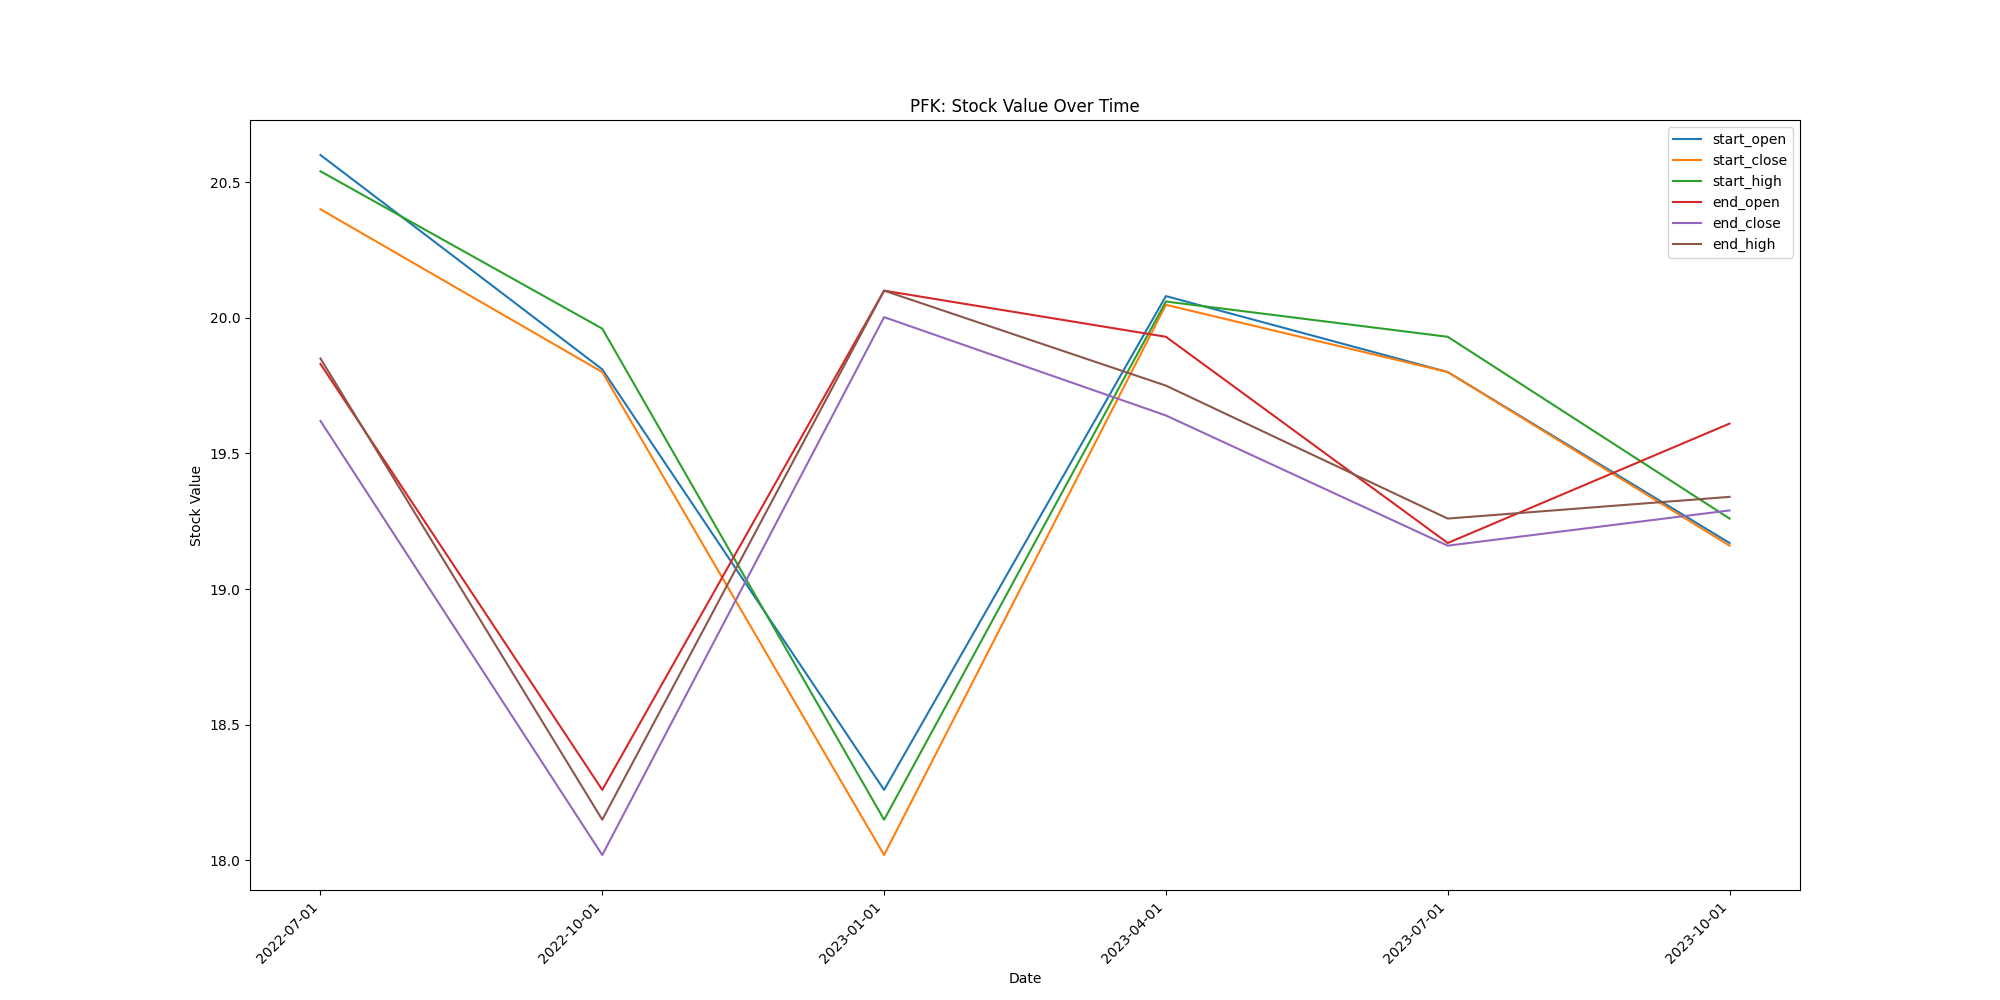 PFK: Stock Value Over Time
start_open
start_close
start_high
end_open
end_close
end_high
20.5
20.0
19.5
19.0
18.5
18.0
Stock Value
2022-07-01
2022-10-01
2023-01-01
2023-04-01
2023-07-01
2023-10-01
Date